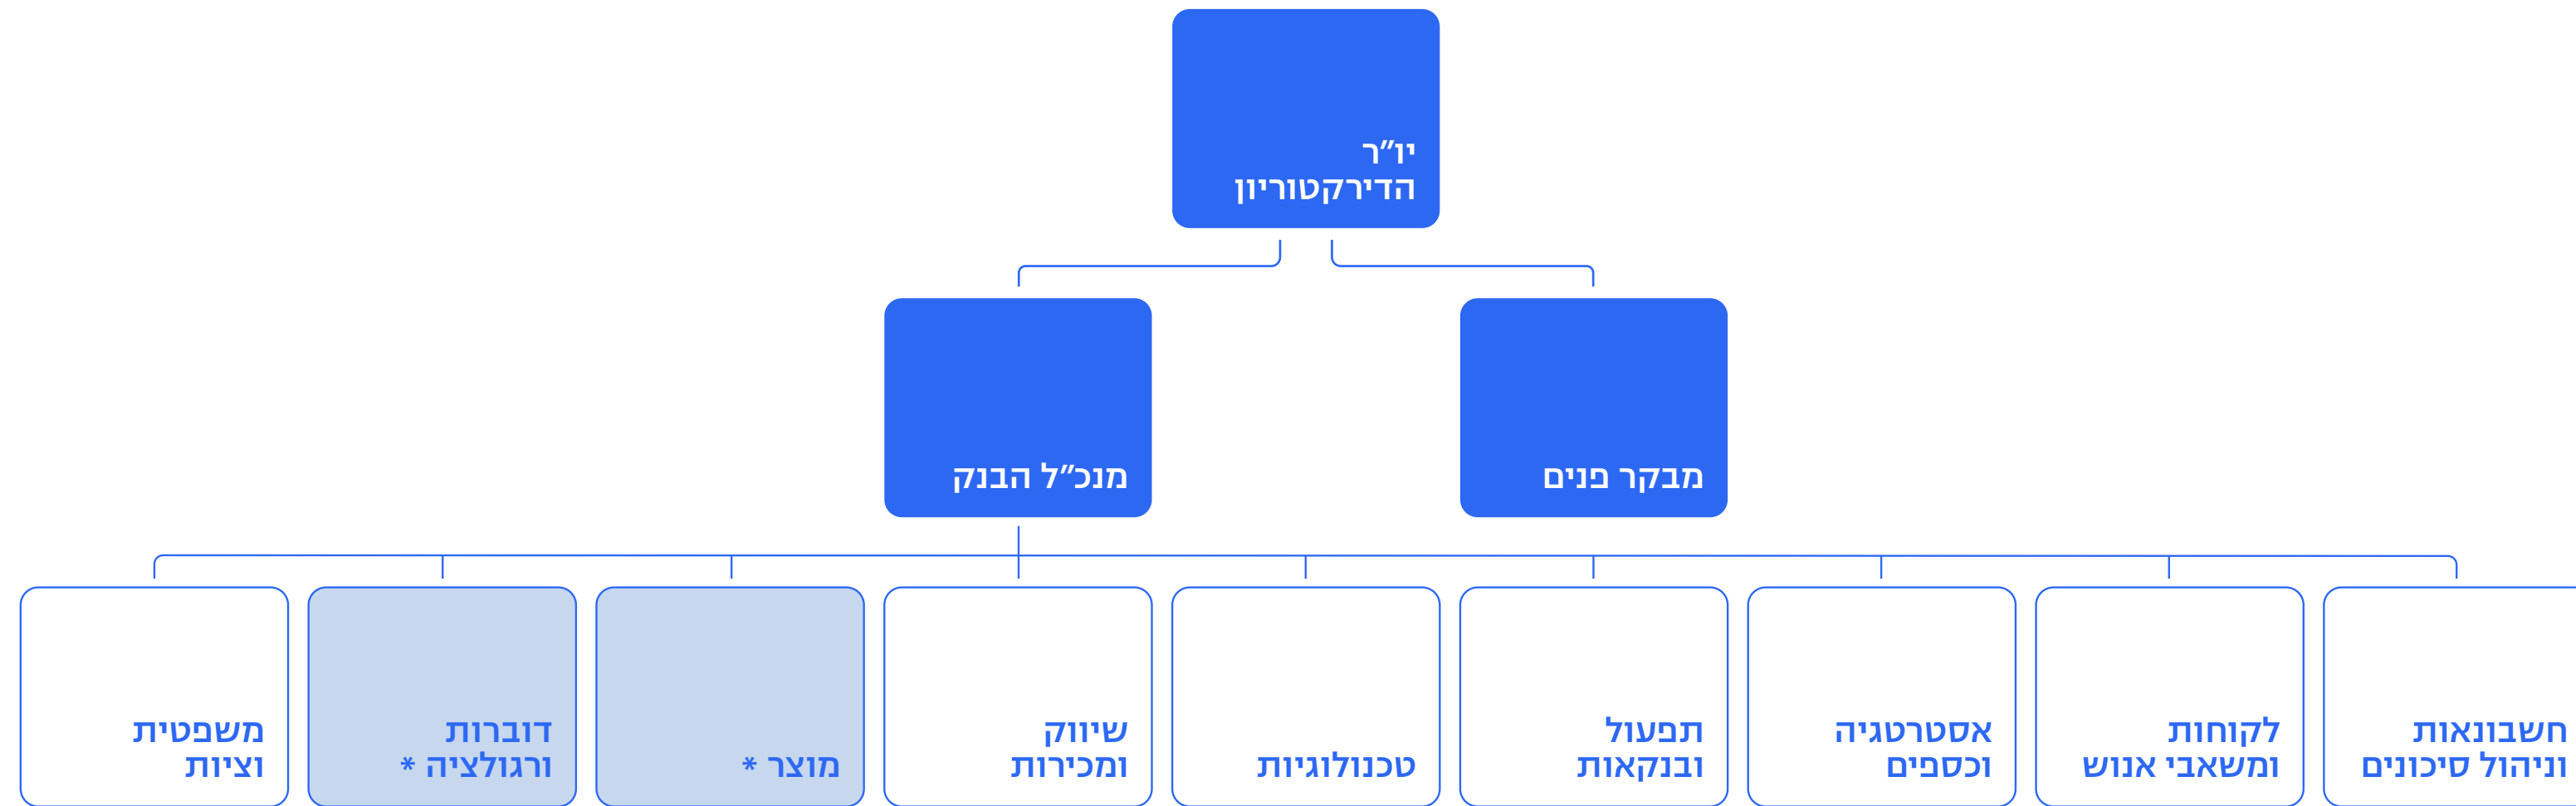 יו״ר
הדירקטוריון
מבקר פנים
מנכ״ל הבנק
חשבונאות
וניהול סיכונים
לקוחות
ומשאבי אנוש
אסטרטגיה
וכספים
תפעול
ובנקאות
טכנולוגיות
שיווק
ומכירות
מוצר *
דוברות
ורגולציה *
משפטית
וציות